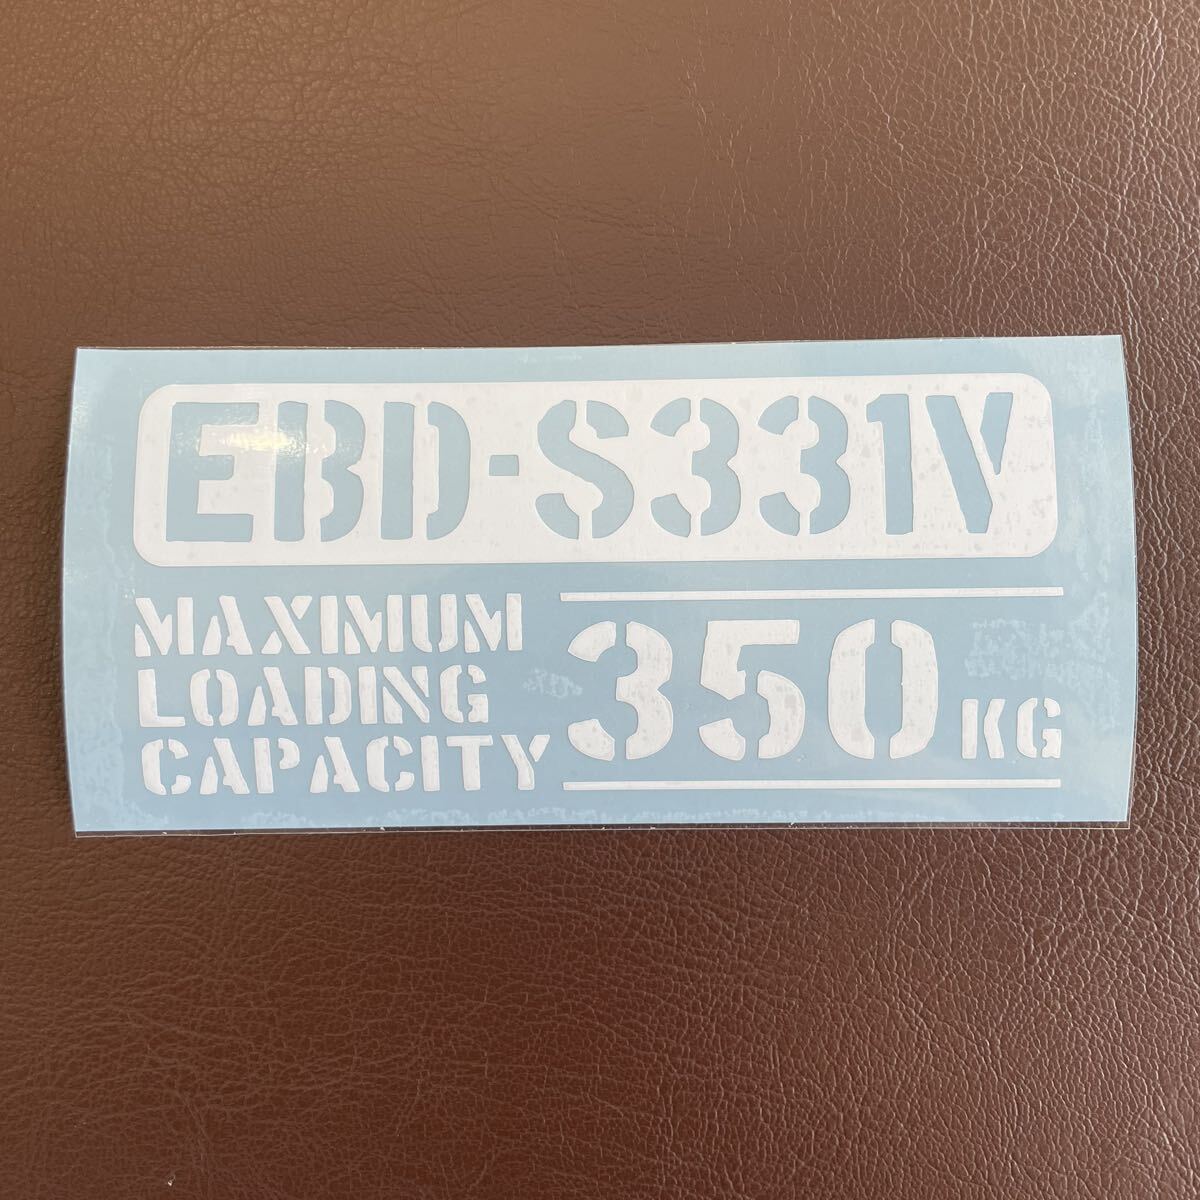 EBD-S331V
MAXIMUM
LOADING
CAPACITY
350 KG